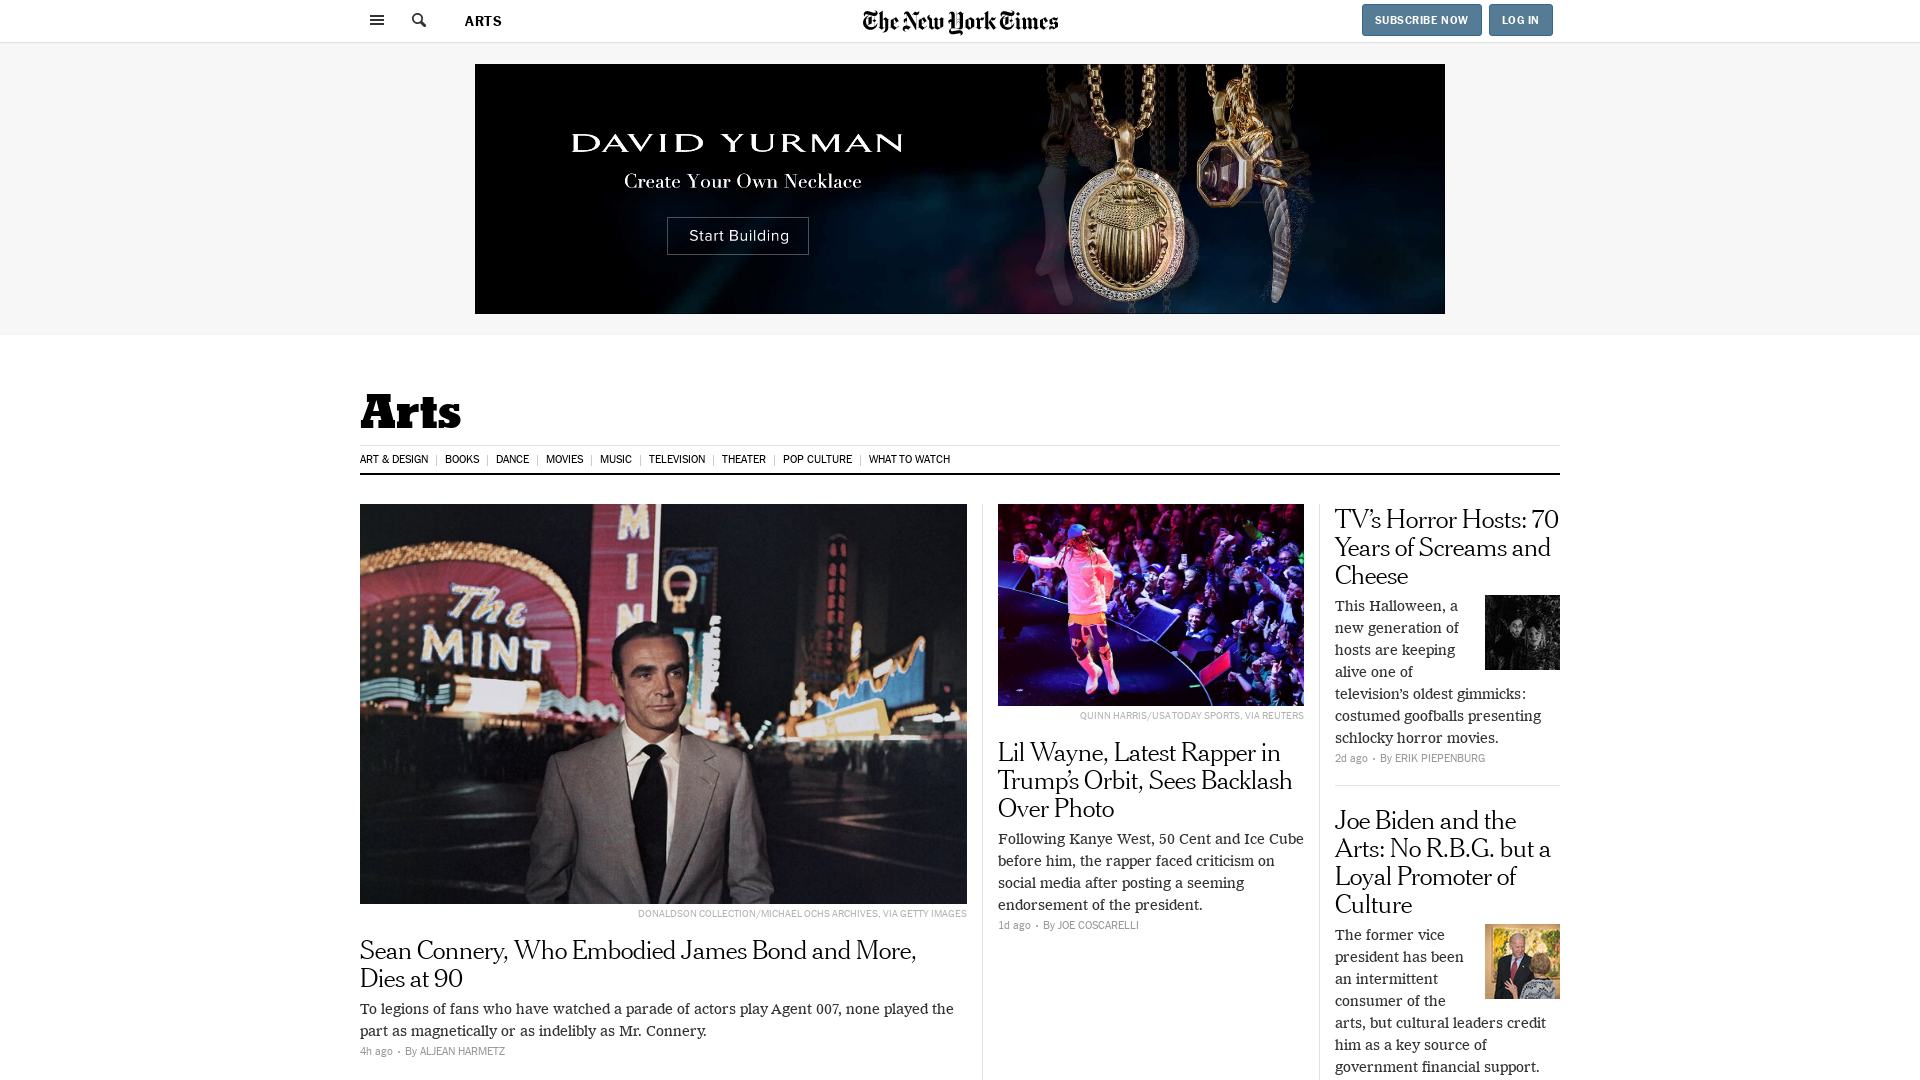 ARTS
The New York Times
SUBSCRIBE NOW
LOG IN
DAVID YURMAN
Create Your Own Necklace
Start Building
Arts
ART & DESIGN
BOOKS
DANCE
MOVIES
MUSIC
TELEVISION
THEATER
POP CULTURE
WHAT TO WATCH
The
MINT
MIN
DONALDSON COLLECTION/MICHAEL OCHS ARCHIVES, VIA GETTY IMAGES
Sean Connery, Who Embodied James Bond and More,
Dies at 90
To legions of fans who have watched a parade of actors play Agent 007, none played the
part as magnetically or as indelibly as Mr. Connery.
4h ago · By ALJEAN HARMETZ
QUINN HARRIS/USA TODAY SPORTS, VIA REUTERS
Lil Wayne, Latest Rapper in
Trump's Orbit, Sees Backlash
Over Photo
Following Kanye West, 50 Cent and Ice Cube
before him, the rapper faced criticism on
social media after posting a seeming
endorsement of the president.
1d ago · By JOE COSCARELLI
TV's Horror Hosts: 70
Years of Screams and
Cheese
This Halloween, a
new generation of
hosts are keeping
alive one of
television's oldest gimmicks:
costumed goofballs presenting
schlocky horror movies.
2d ago · By ERIK PIEPENBURG
Joe Biden and the
Arts: No R.B.G. but a
Loyal Promoter of
Culture
The former vice
president has been
an intermittent
consumer of the
arts, but cultural leaders credit
him as a key source of
government financial support.